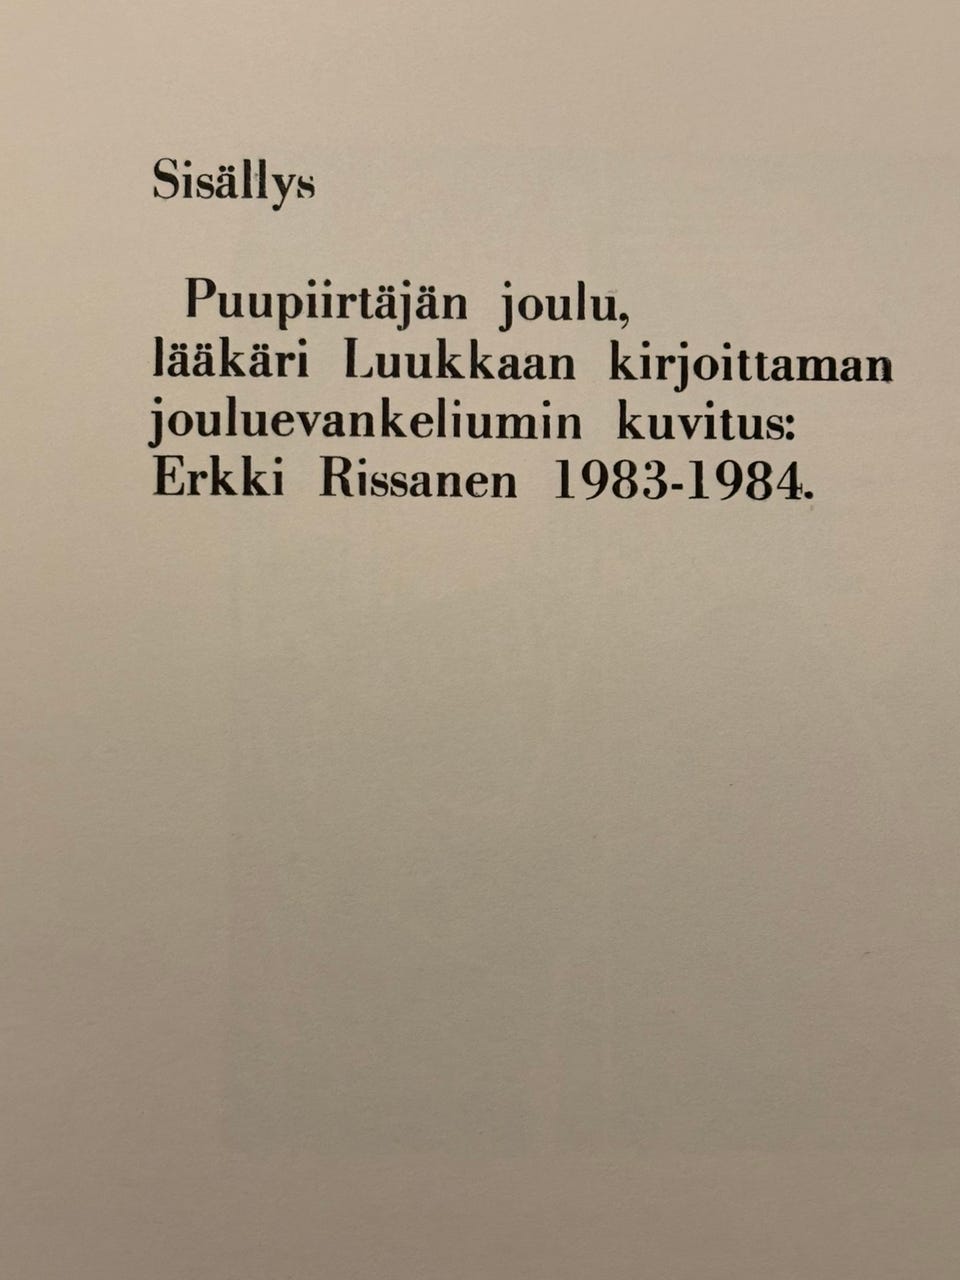 Sisällys
Puupiirtäjän joulu,
lääkäri Luukkaan kirjoittaman
jouluevankeliumin kuvitus:
Erkki Rissanen 1983-1984.